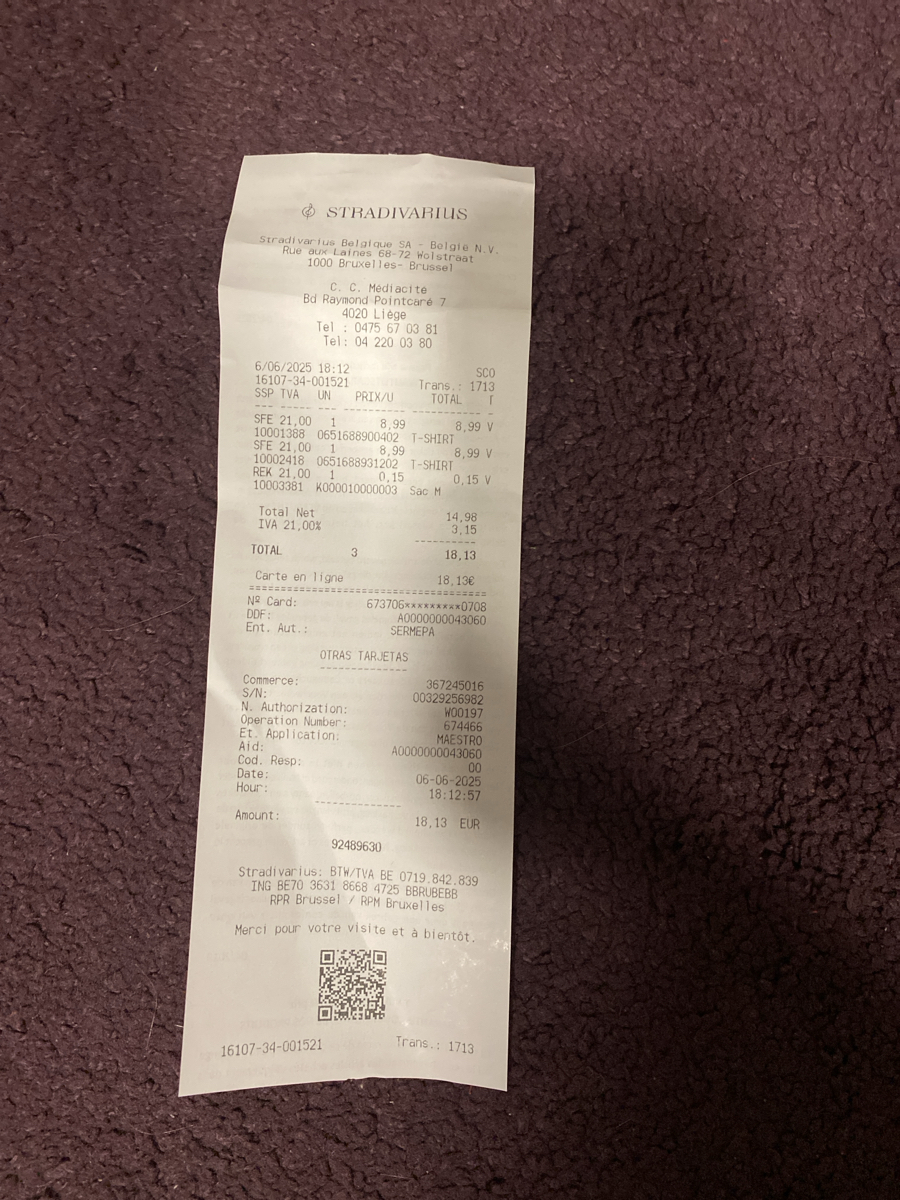 STRADIVARIUS
Stradivarius Belgique SA - Belgie N.V.
Rue aux Laines 68-72 Wolstraat
1000 Bruxelles- Brussel
C. C. Médiacité
Bd Raymond Pointcaré 7
4020 Liège
Tel : 0475 67 03 81
Tel: 04 220 03 80
6/06/2025 18:12 SCO
16107-34-001521 Trans.: 1713
SSP TVA UN PRIX/U TOTAL
SFE 21,00 1 8,99 8,99 V
10001388 0651688900402 T-SHIRT
SFE 21,00 1 8,99 8,99 V
10002418 0651688931202 T-SHIRT
REK 21,00 1 0,15 0,15 V
10003381 K000010000003 Sac M
Total Net 14,98
IVA 21,00% 3,15
TOTAL 3 18,13
Carte en ligne 18,13€
Nº Card: 673706*********0708
DDF: A0000000043060
Ent. Aut.: SERMEPA
OTRAS TARJETAS
Commerce: 367245016
S/N: 00329256982
N. Authorization: W00197
Operation Number: 674466
Et. Application: MAESTRO
Aid: A0000000043060
Cod. Resp: 00
Date: 06-06-2025
Hour: 18:12:57
Amount: 18,13 EUR
92489630
Stradivarius: BTW/TVA BE 0719.842.839
ING BE70 3631 8668 4725 BBRUBEBB
RPR Brussel / RPM Bruxelles
Merci pour votre visite et à bientôt.
16107-34-001521 Trans.: 1713